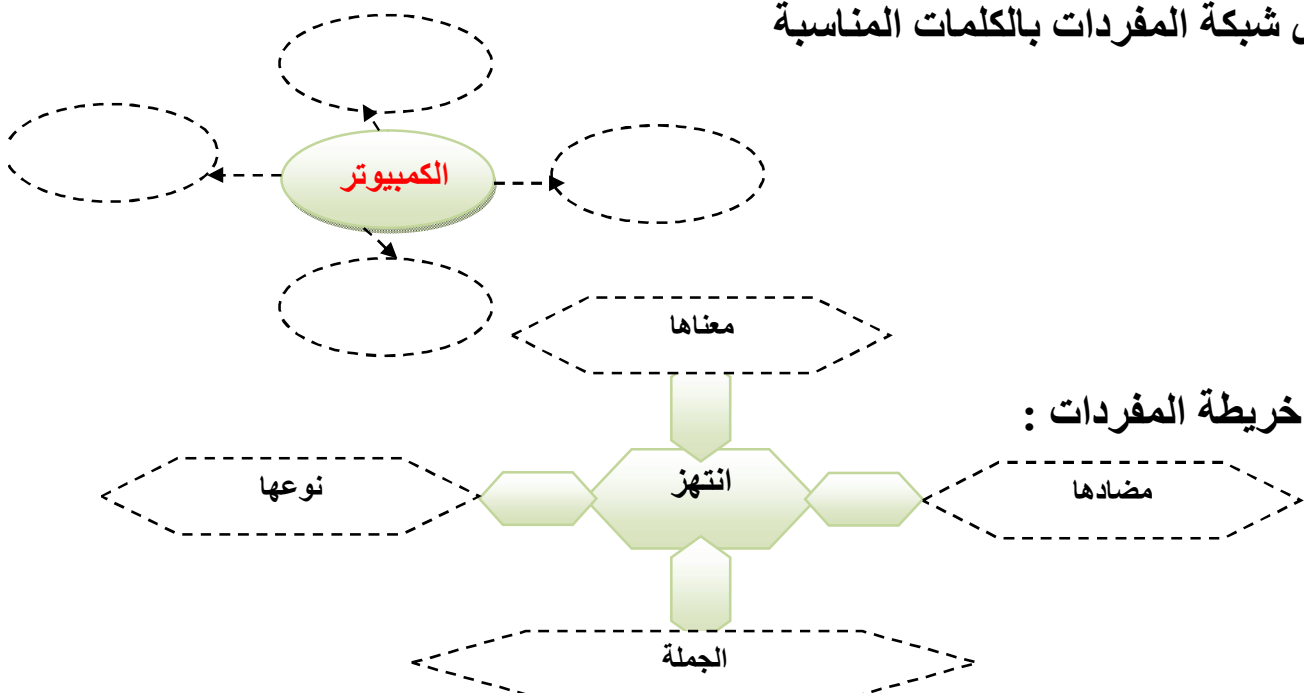 شبكة المفردات بالكلمات المناسبة
الكمبيوتر
معناها
خريطة المفردات :
مضادها
انتهز
نوعها
الجملة